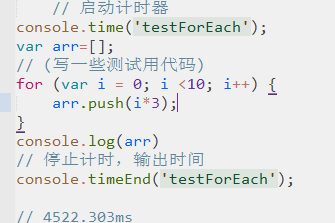 // 启动计时器
console.time('testForEach');
var arr=[];
// (写一些测试用代码)
for (var i = 0; i <10; i++) {
arr.push(i*3);
}
console.log(arr)
// 停止计时，输出时间
console.timeEnd('testForEach');
// 4522.303ms